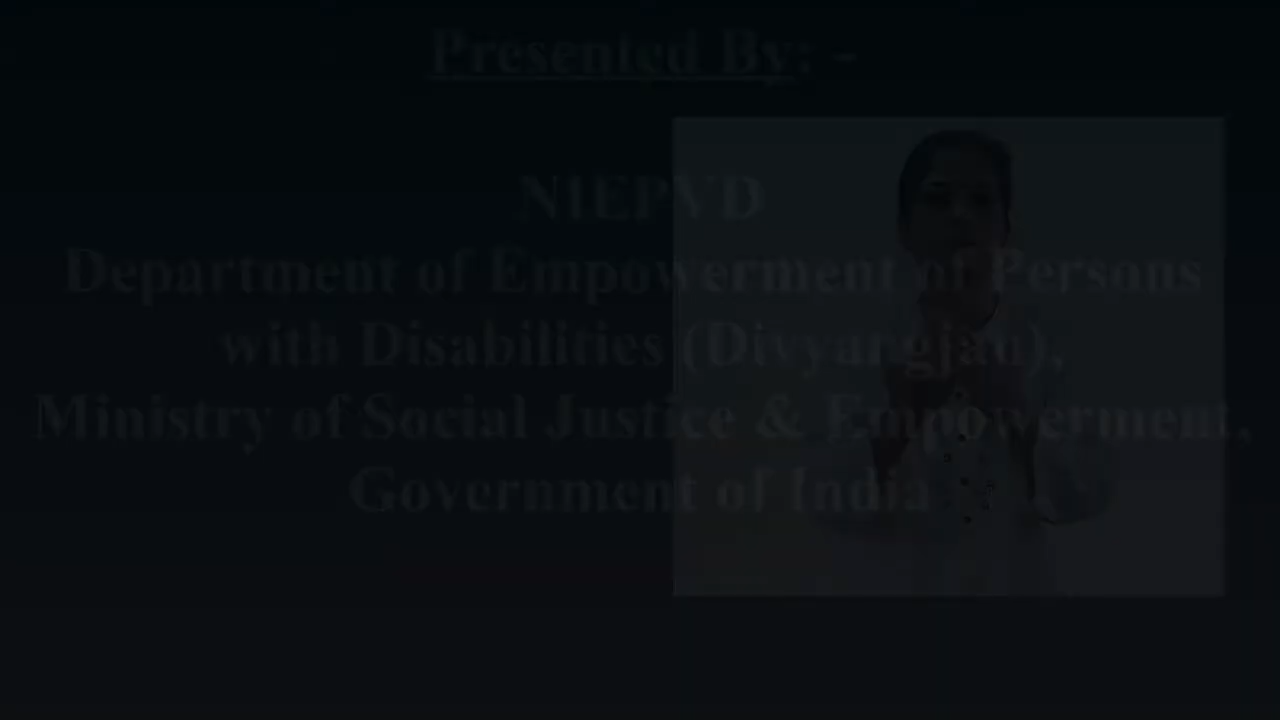 Presented By: -
NIEPVD
Department of Empowerment of Persons
with Disabilities (Divyangjan),
Ministry of Social Justice & Empowerment,
Government of India